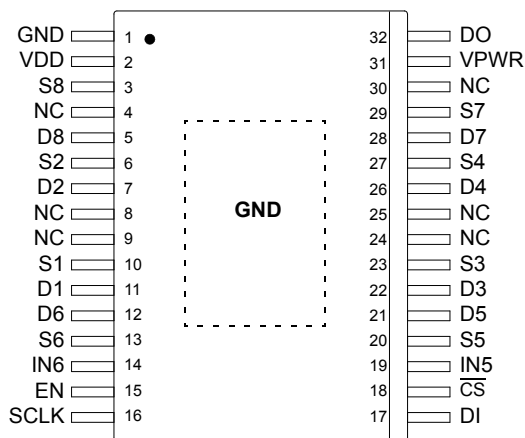 GND 1 32 DO
VDD 2 31 VPWR
S8 3 30 NC
NC 4 29 S7
D8 5 28 D7
S2 6 27 S4
D2 7 26 D4
NC 8 25 NC
NC 9 24 NC
GND
S1 10 23 S3
D1 11 22 D3
D6 12 21 D5
S6 13 20 S5
IN6 14 19 IN5
EN 15 18 C̅S̅
SCLK 16 17 DI